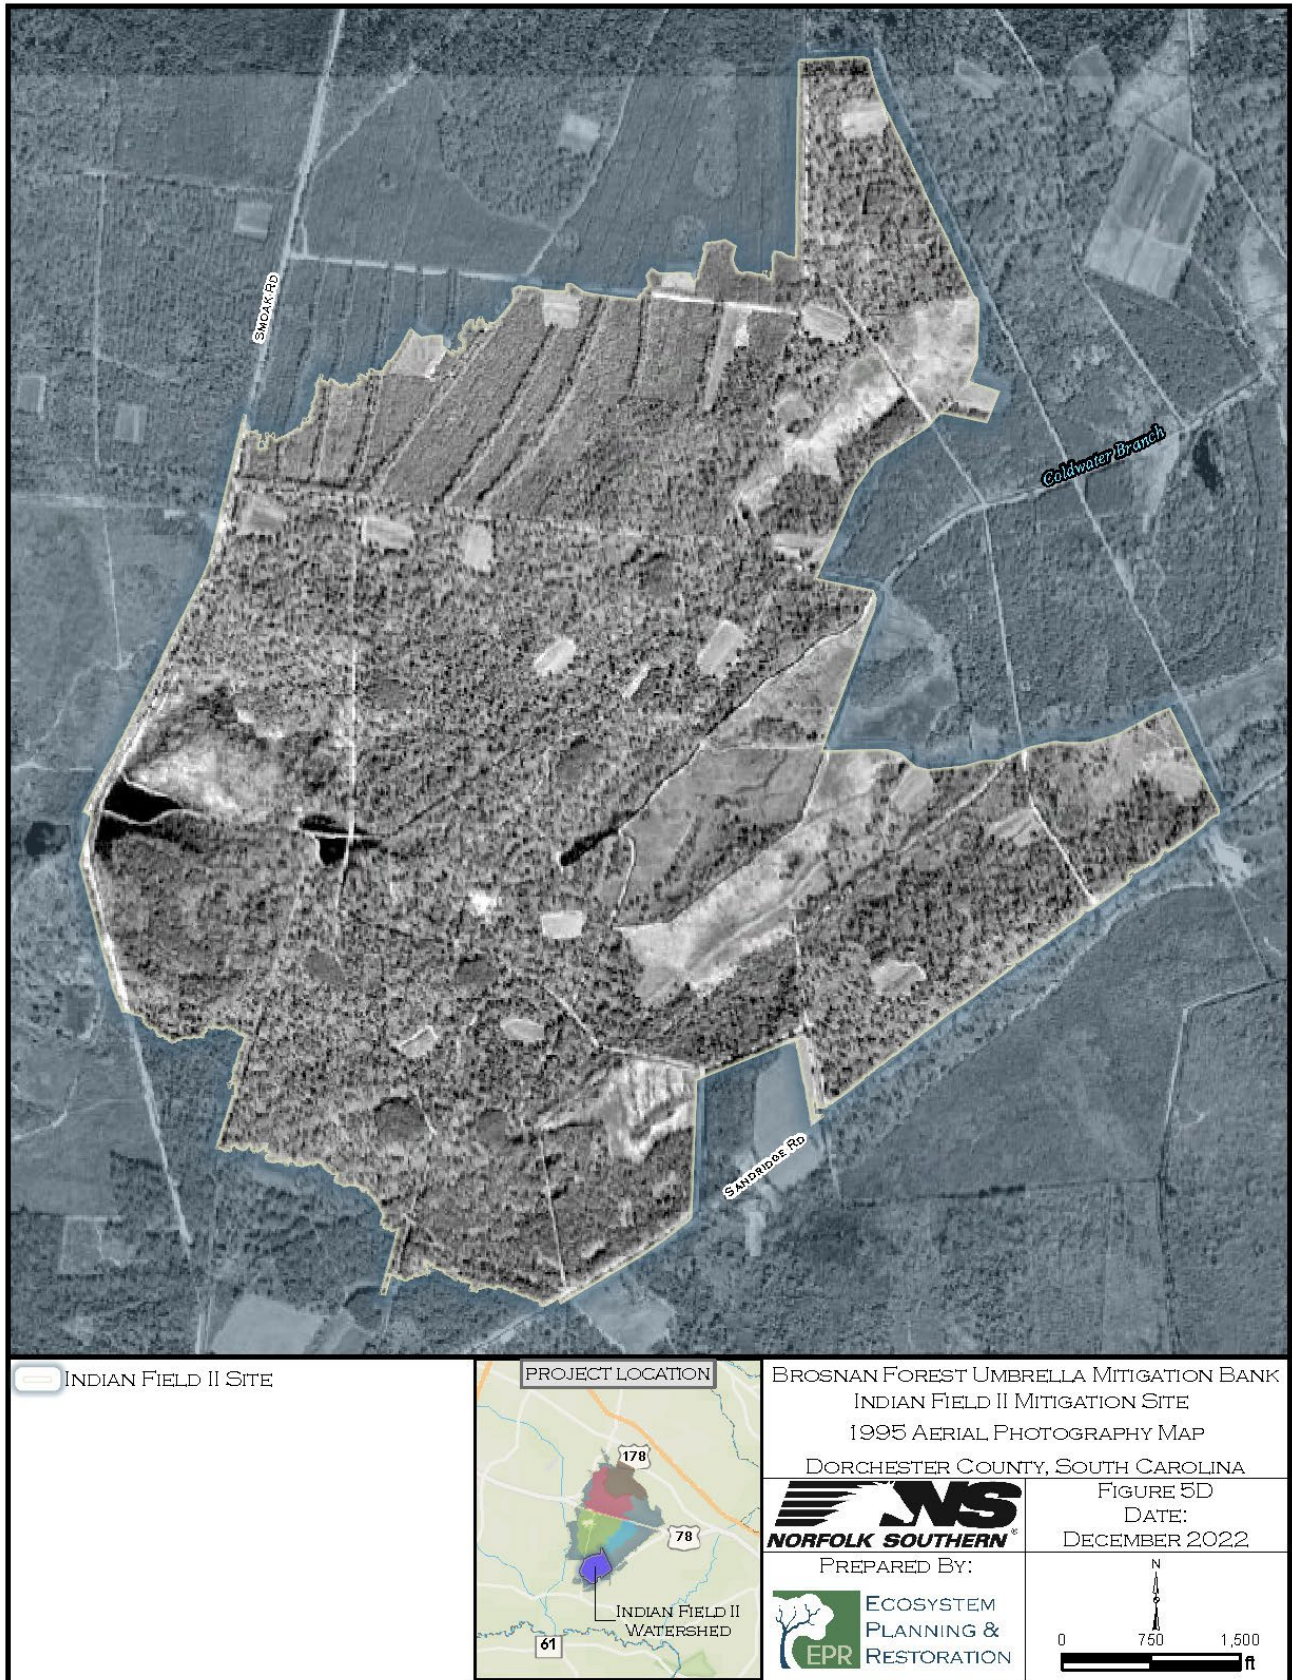 SMOAK RD
Coldwater Branch
SANDRIDGE RD
INDIAN FIELD II SITE
PROJECT LOCATION
178
78
INDIAN FIELD II
WATERSHED
61
BROSNAN FOREST UMBRELLA MITIGATION BANK
INDIAN FIELD II MITIGATION SITE
1995 AERIAL PHOTOGRAPHY MAP
DORCHESTER COUNTY, SOUTH CAROLINA
NS
NORFOLK SOUTHERN®
FIGURE 5D
DATE:
DECEMBER 2022
PREPARED BY:
EPR
ECOSYSTEM
PLANNING &
RESTORATION
N
0 750 1,500
ft